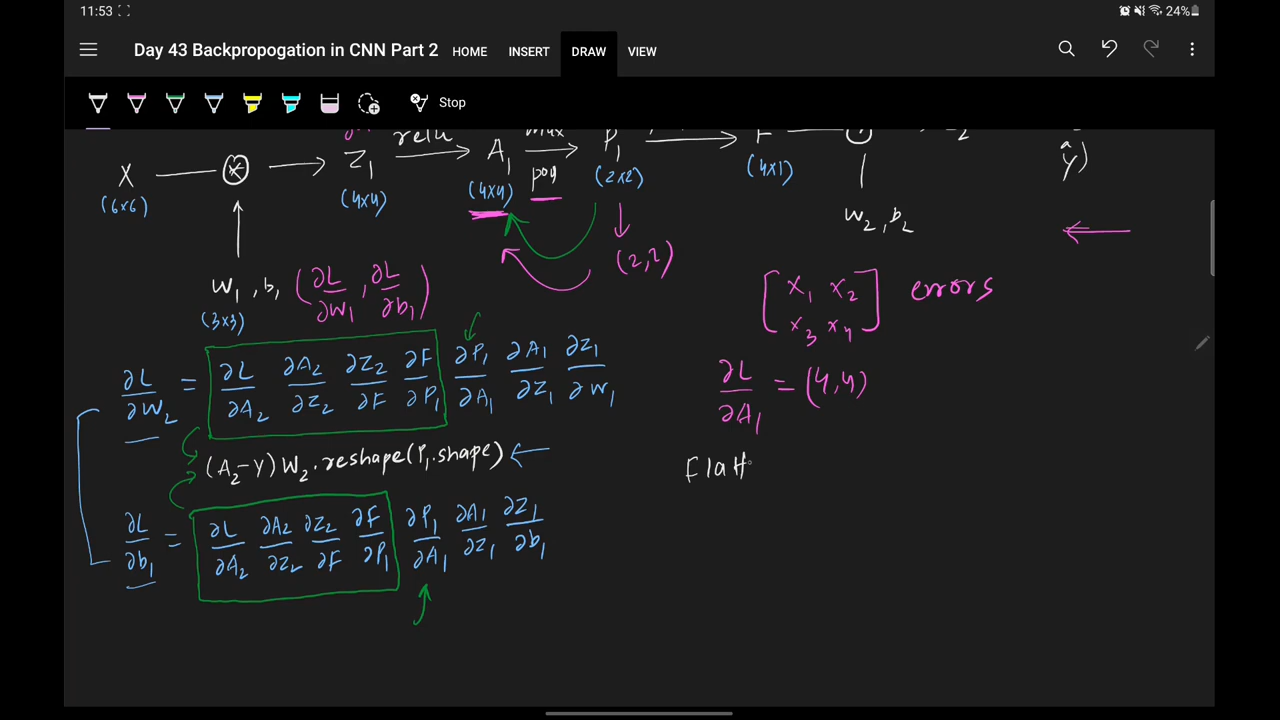 11:53 24%
Day 43 Backpropogation in CNN Part 2 HOME INSERT DRAW VIEW
Stop
X ⊛ Z₁ relu A₁ max P₁ F
(6x6) (4x4) (4x4) pog (2x2) (4x1) Y)
W₂, b₂
(2,2)
W₁, b₁ (∂L/∂W₁, ∂L/∂b₁)
(3x3)
[X₁ X₂
X₃ X₄] errors
∂L/∂W₂ = ∂L/∂A₂ ∂A₂/∂Z₂ ∂Z₂/∂F ∂F/∂P₁ ∂P₁/∂A₁ ∂A₁/∂Z₁ ∂Z₁/∂W₁
∂L/∂A₁ = (4,4)
(A₂-Y)W₂.reshape(P₁.shape)
Flatt
∂L/∂b₁ = ∂L/∂A₂ ∂A₂/∂Z₂ ∂Z₂/∂F ∂F/∂P₁ ∂P₁/∂A₁ ∂A₁/∂Z₁ ∂Z₁/∂b₁